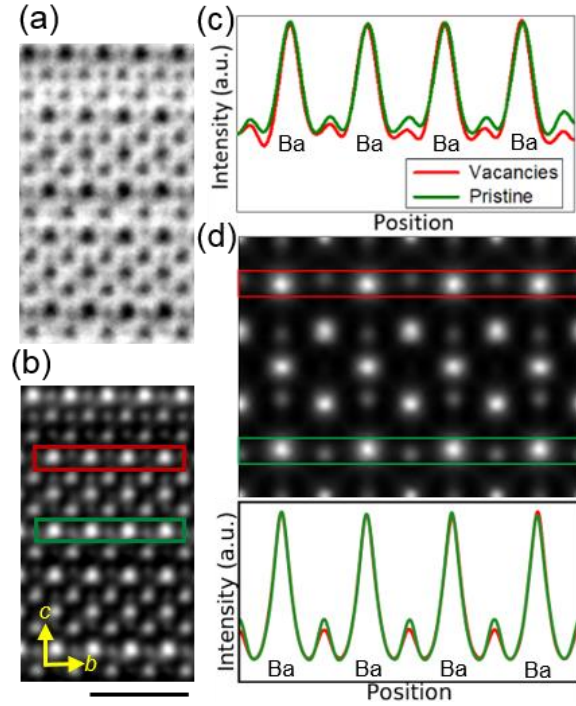 (a)
(b)
c
b
(c)
Intensity (a.u.)
Ba Ba Ba Ba
Vacancies
Pristine
Position
(d)
Intensity (a.u.)
Ba Ba Ba Ba
Position